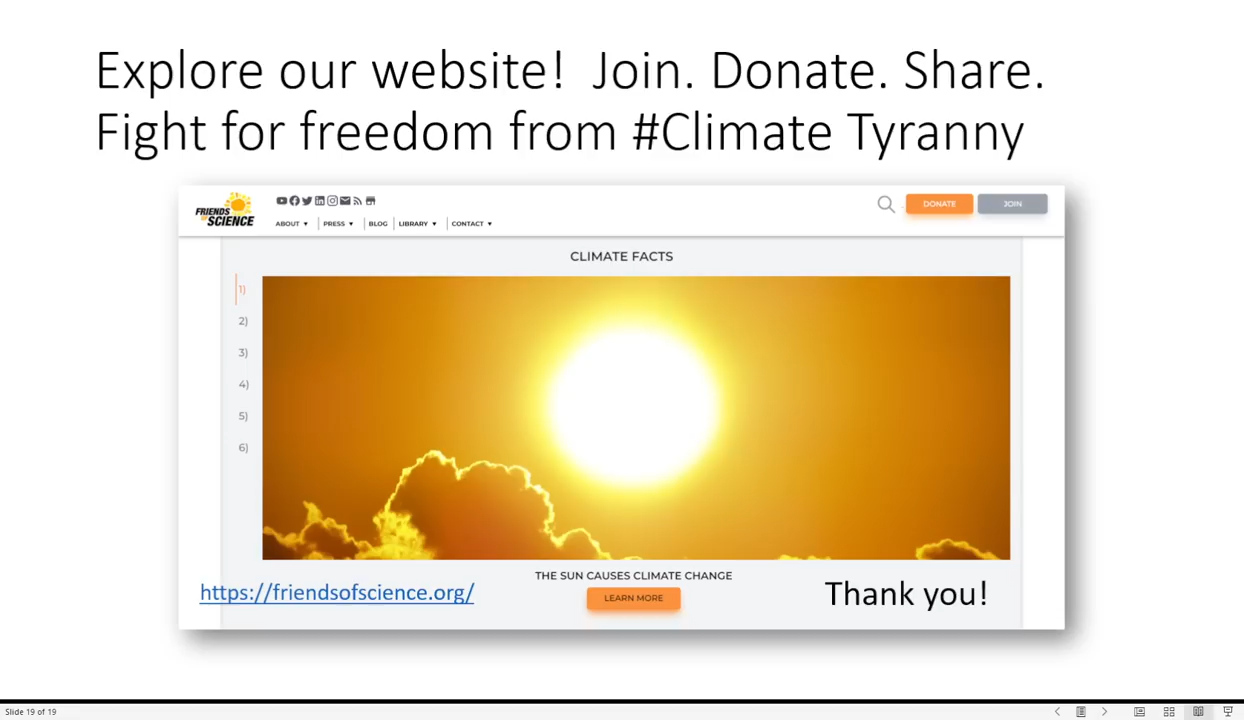 Explore our website!  Join. Donate. Share.
Fight for freedom from #Climate Tyranny
FRIENDS OF SCIENCE
ABOUT ▼ | PRESS ▼ | BLOG | LIBRARY ▼ | CONTACT ▼
DONATE
JOIN
CLIMATE FACTS
1)
2)
3)
4)
5)
6)
THE SUN CAUSES CLIMATE CHANGE
https://friendsofscience.org/
LEARN MORE
Thank you!
Slide 19 of 19